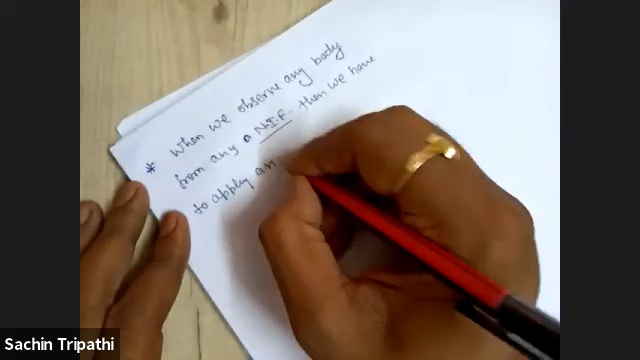 * When we observe any body
from any N.I.F. then we have
to apply an
Sachin Tripathi